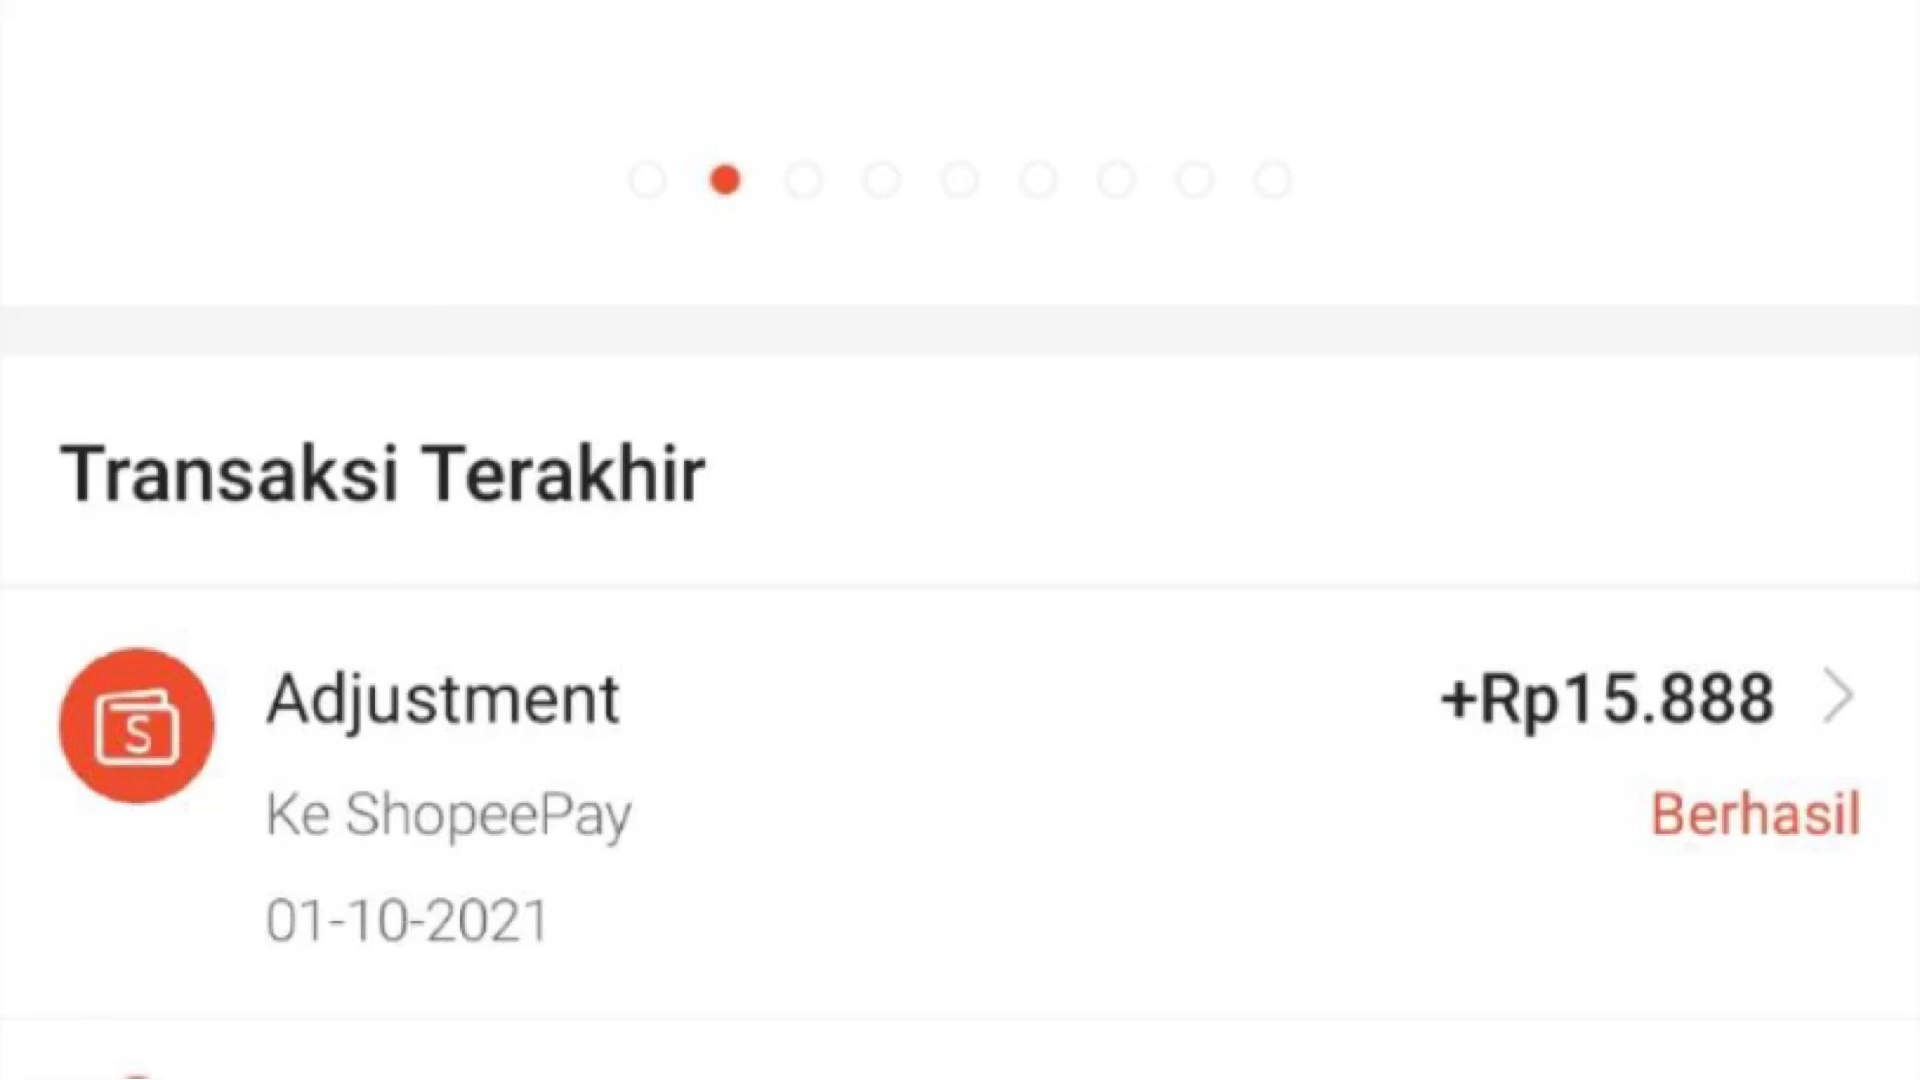 Transaksi Terakhir
Adjustment
+Rp15.888
Ke ShopeePay
Berhasil
01-10-2021